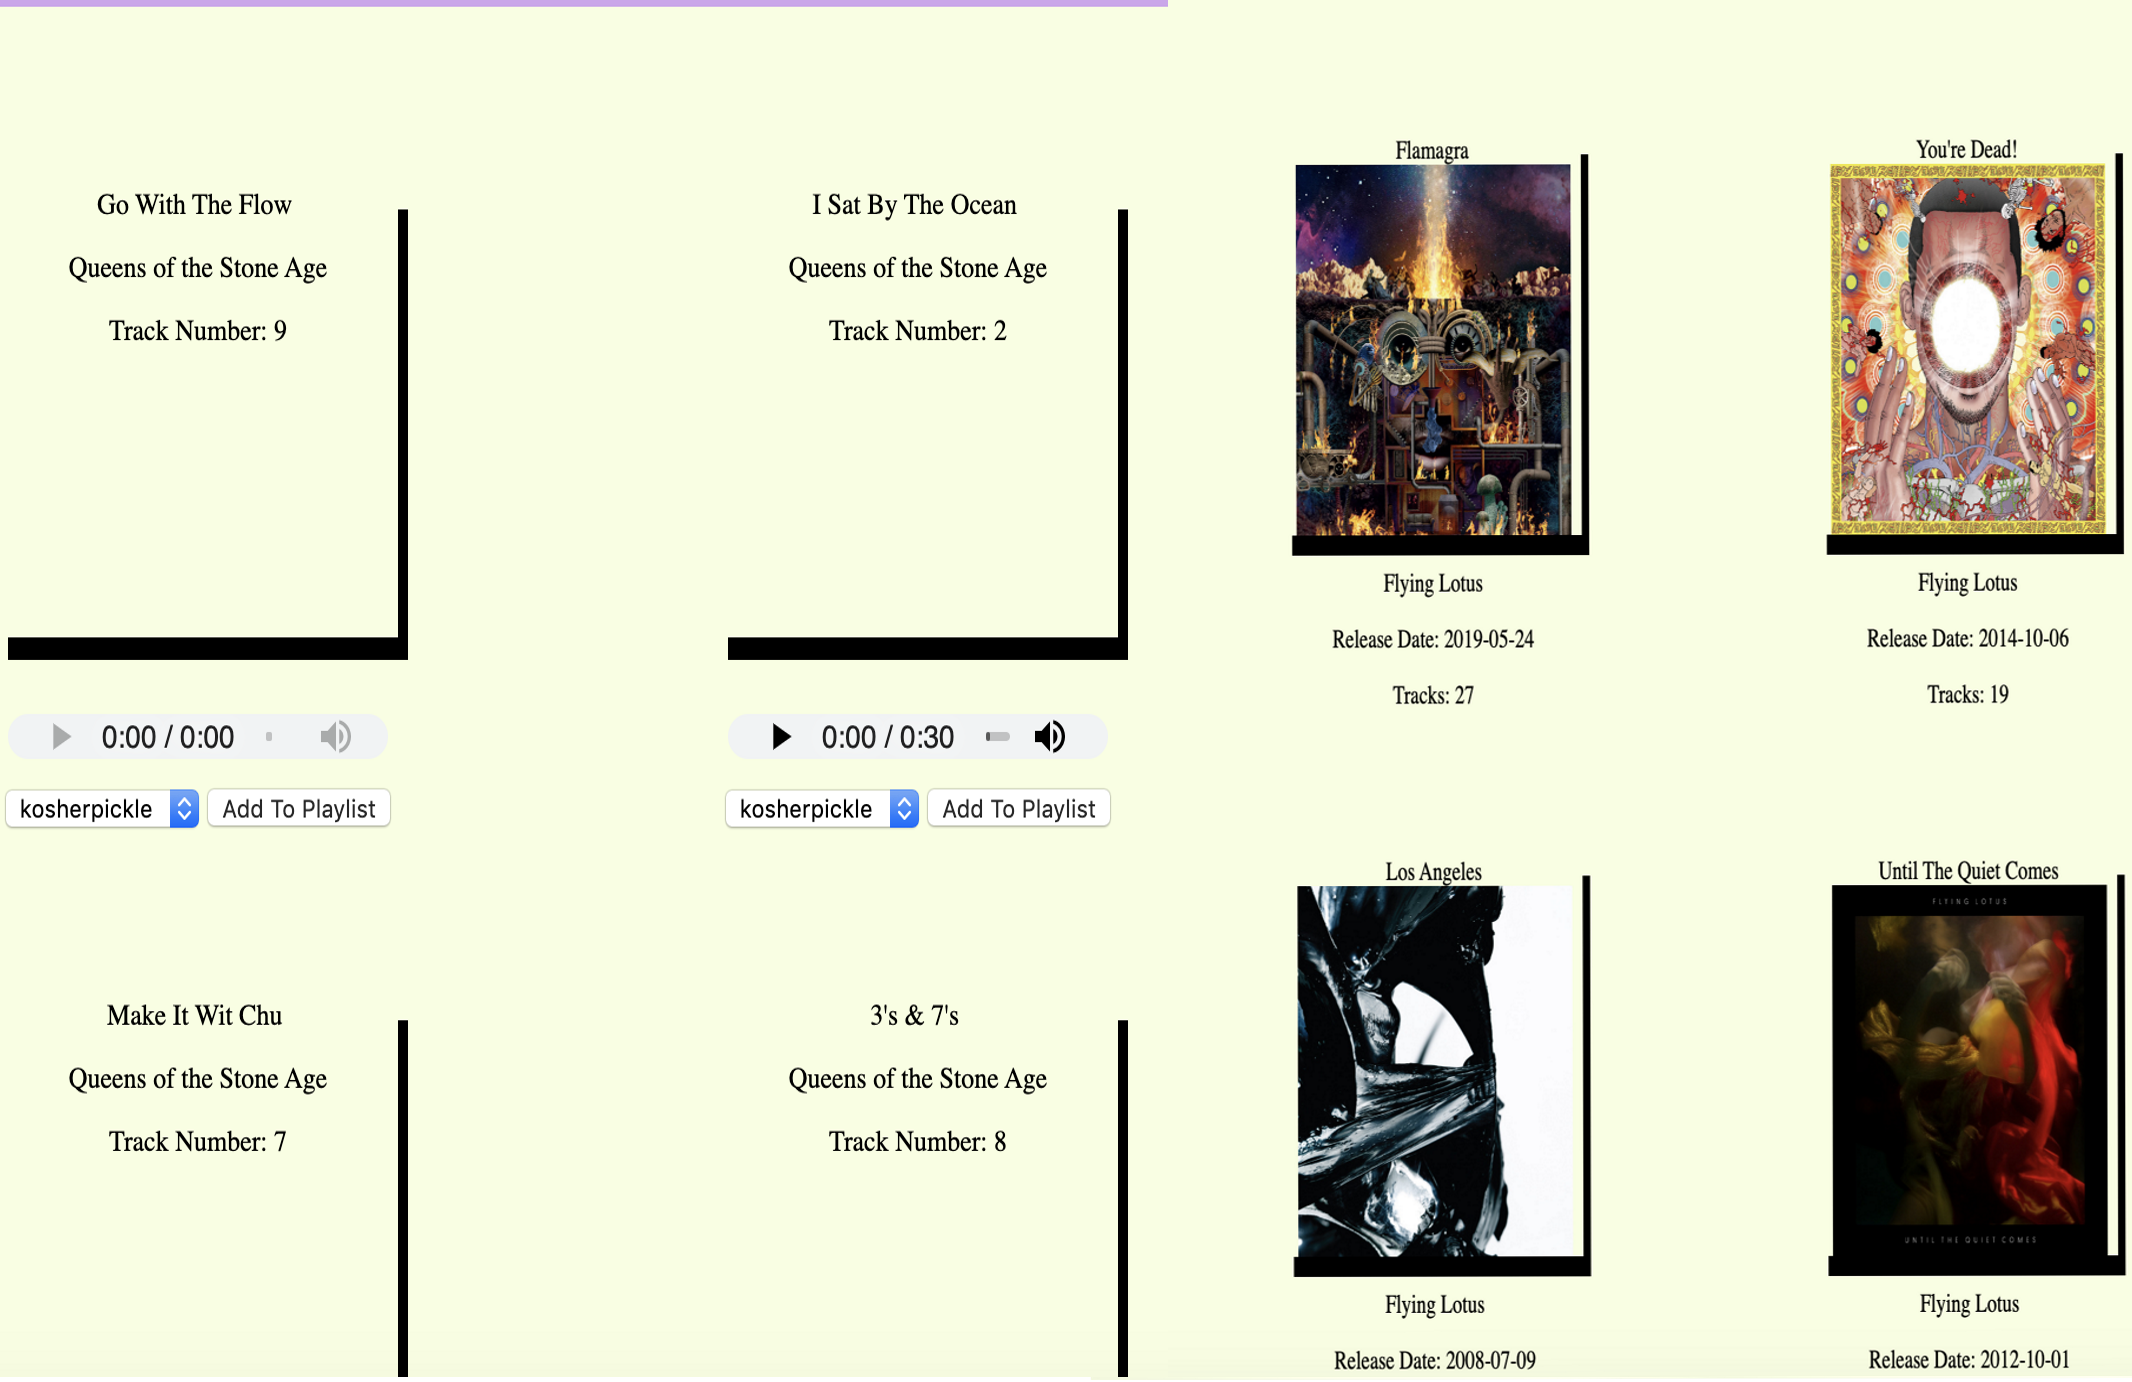 Go With The Flow
Queens of the Stone Age
Track Number: 9
0:00 / 0:00
kosherpickle
Add To Playlist
I Sat By The Ocean
Queens of the Stone Age
Track Number: 2
0:00 / 0:30
kosherpickle
Add To Playlist
Make It Wit Chu
Queens of the Stone Age
Track Number: 7
3's & 7's
Queens of the Stone Age
Track Number: 8
Flamagra
Flying Lotus
Release Date: 2019-05-24
Tracks: 27
You're Dead!
Flying Lotus
Release Date: 2014-10-06
Tracks: 19
Los Angeles
Flying Lotus
Release Date: 2008-07-09
Until The Quiet Comes
FLYING LOTUS
UNTIL THE QUIET COMES
Flying Lotus
Release Date: 2012-10-01